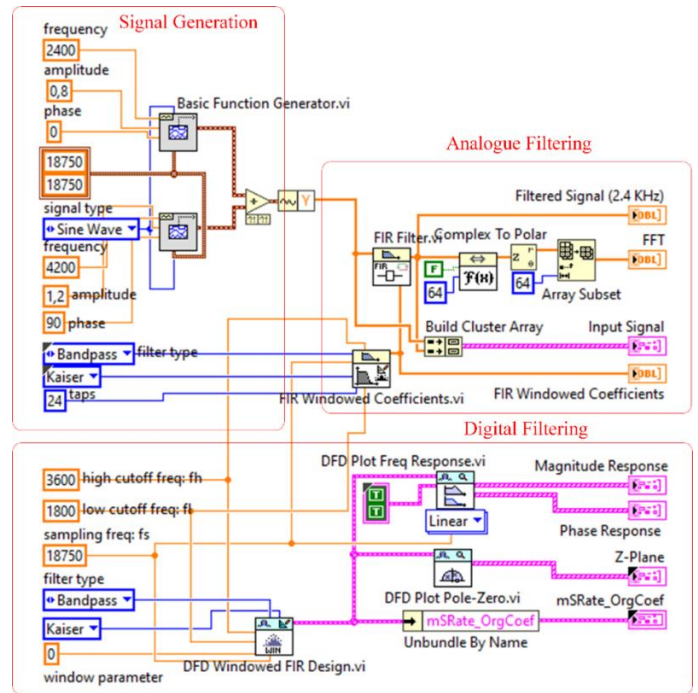 Signal Generation
frequency
2400
amplitude
0,8
phase
0
Basic Function Generator.vi
18750
18750
signal type
Sine Wave
frequency
4200
1,2 amplitude
90 phase
Bandpass filter type
Kaiser
24 taps
Y
Analogue Filtering
Filtered Signal (2.4 KHz)
DBL
FIR Filter.vi
FIR
Complex To Polar
FFT
DBL
F
64
F(x)
z r θ
64
Array Subset
Build Cluster Array
Input Signal
FIR Windowed Coefficients.vi
DBL
FIR Windowed Coefficients
Digital Filtering
3600 high cutoff freq: fh
1800 low cutoff freq: fl
sampling freq: fs
18750
filter type
Bandpass
Kaiser
0
window parameter
WIN
DFD Windowed FIR Design.vi
DFD Plot Freq Response.vi
T
T
Linear
Magnitude Response
Phase Response
Z-Plane
DFD Plot Pole-Zero.vi
mSRate_OrgCoef
mSRate_OrgCoef
Unbundle By Name